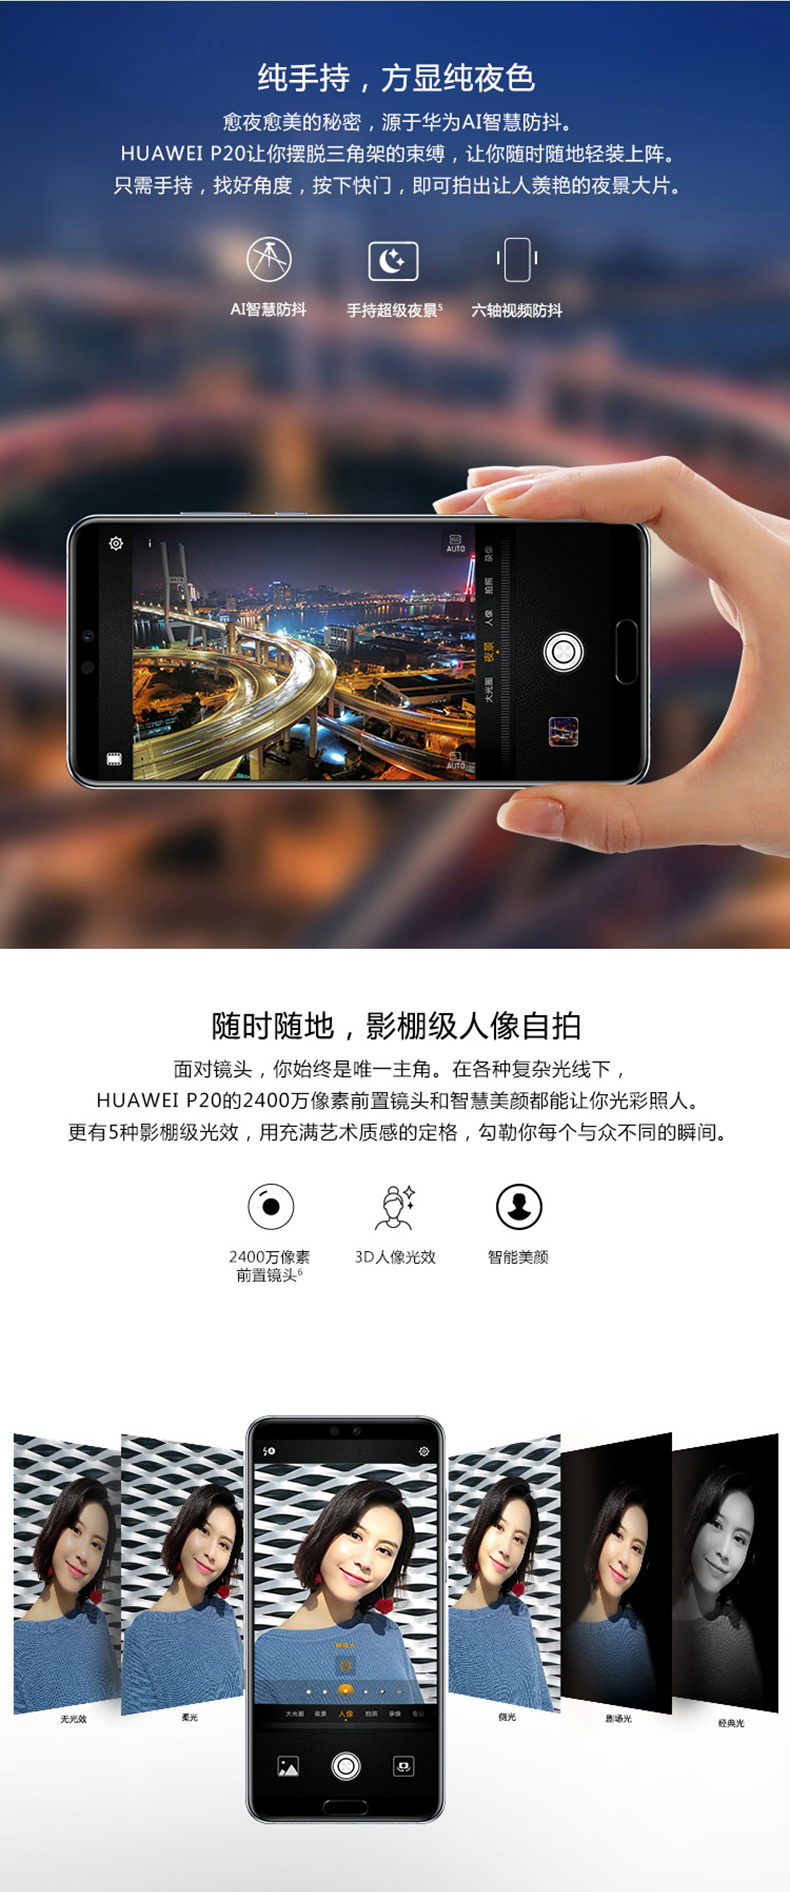 纯手持，方显纯夜色
愈夜愈美的秘密，源于华为AI智慧防抖。
HUAWEI P20让你摆脱三角架的束缚，让你随时随地轻装上阵。
只需手持，找好角度，按下快门，即可拍出让人羡艳的夜景大片。
AI智慧防抖
手持超级夜景5
六轴视频防抖
AUTO
AUTO
录像
拍照
人像
夜景
大光圈
随时随地，影棚级人像自拍
面对镜头，你始终是唯一主角。在各种复杂光线下，
HUAWEI P20的2400万像素前置镜头和智慧美颜都能让你光彩照人。
更有5种影棚级光效，用充满艺术质感的定格，勾勒你每个与众不同的瞬间。
2400万像素
前置镜头6
3D人像光效
智能美颜
大光圈 夜景 人像 拍照 录像 专业
无光效
柔光
侧光
剧场光
经典光